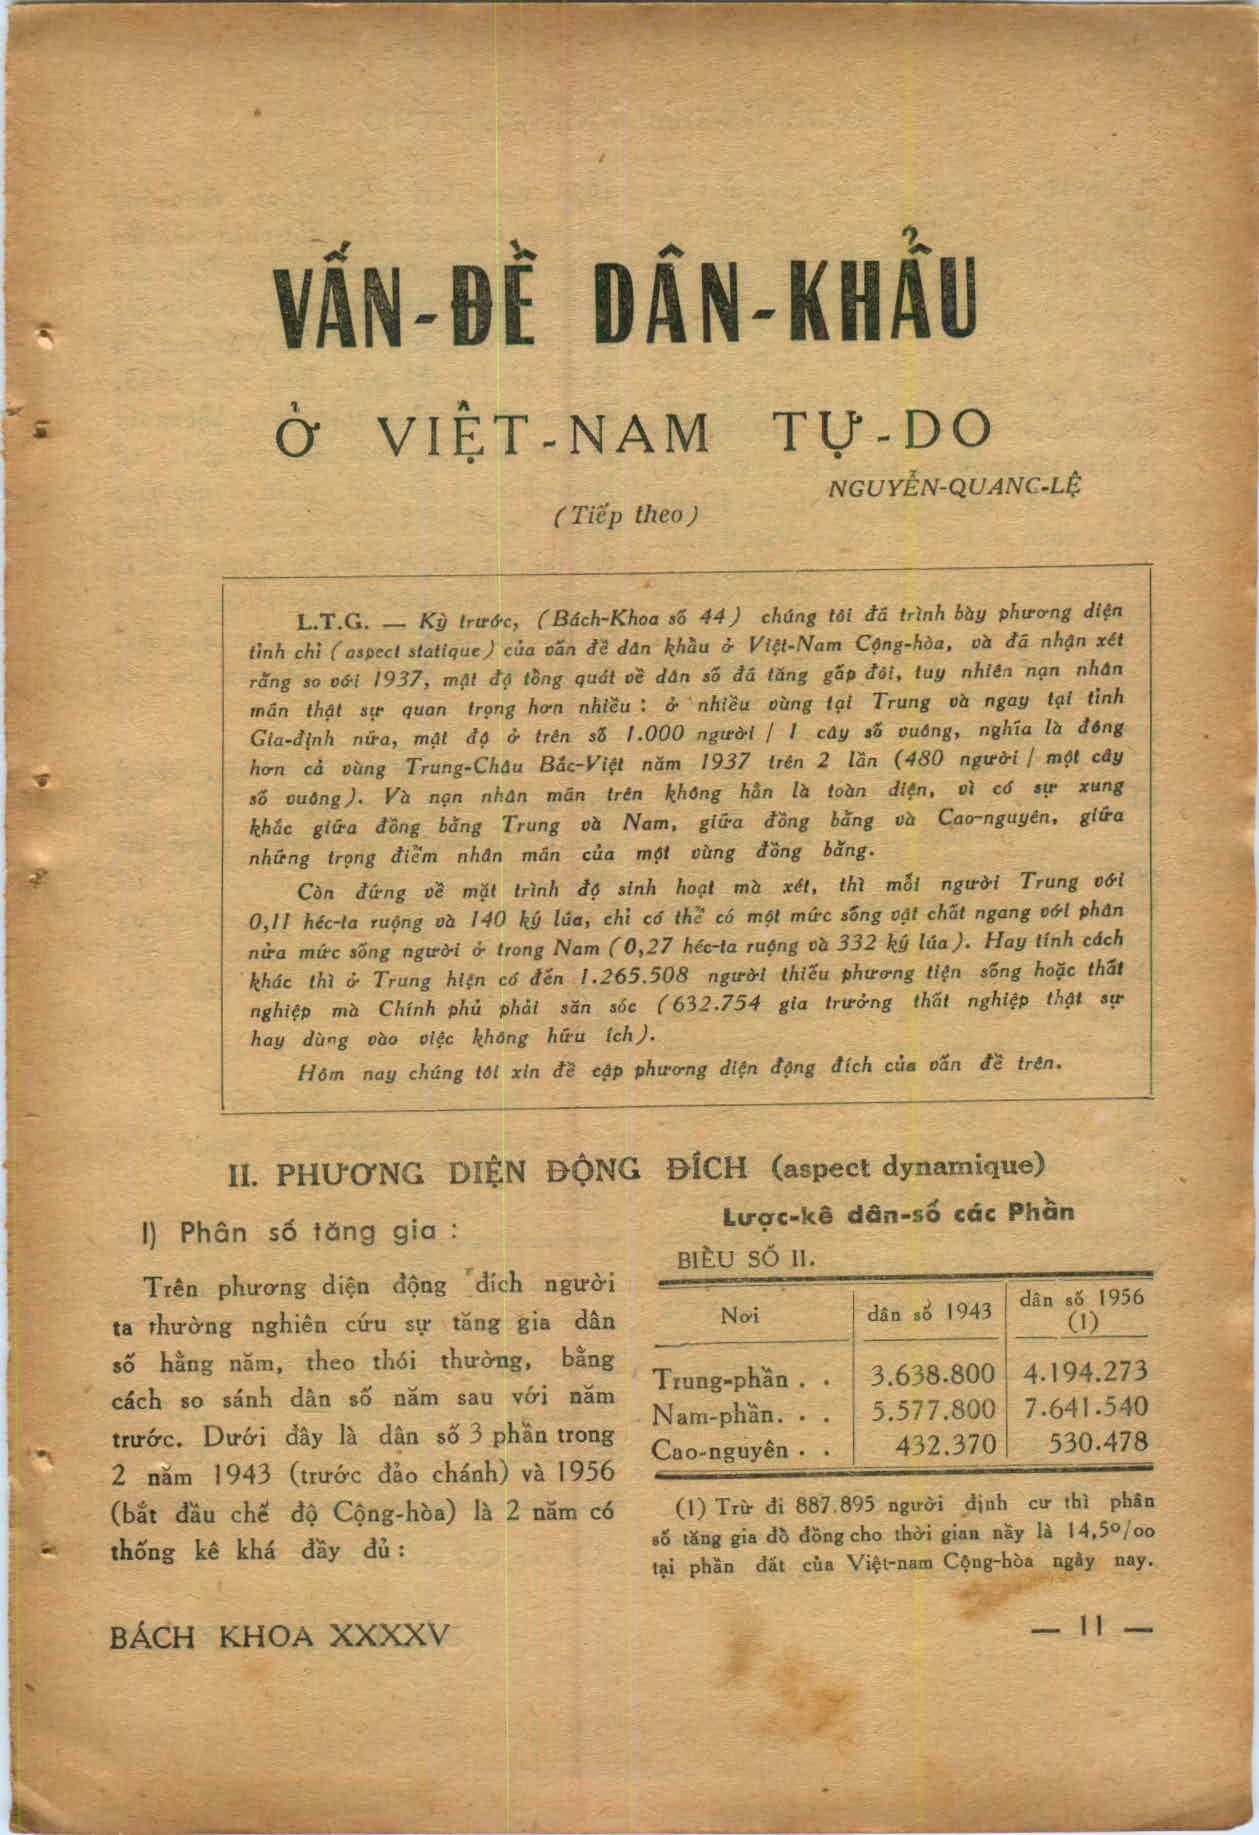 VẤN-ĐỀ DÂN-KHẨU
Ở VIỆT-NAM TỰ-DO
NGUYỄN-QUANG-LỆ
(Tiếp theo)
L.T.G. — Kỳ trước, (Bách-Khoa số 44) chúng tôi đã trình bày phương diện
tĩnh chỉ (aspect statique) của vấn đề dân khẩu ở Việt-Nam Cộng-hòa, và đã nhận xét
rằng so với 1937, mật độ tổng quát về dân số đã tăng gấp đôi, tuy nhiên nạn nhân
mãn thật sự quan trọng hơn nhiều : ở nhiều vùng tại Trung và ngay tại tỉnh
Gia-định nữa, mật độ ở trên số 1.000 người / 1 cây số vuông, nghĩa là đông
hơn cả vùng Trung-Châu Bắc-Việt năm 1937 trên 2 lần (480 người / một cây
số vuông). Và nạn nhân mãn trên không hẳn là toàn diện, vì có sự xung
khắc giữa đồng bằng Trung và Nam, giữa đồng bằng và Cao-nguyên, giữa
những trọng điểm nhân mãn của một vùng đồng bằng.
Còn đứng về mặt trình độ sinh hoạt mà xét, thì mỗi người Trung với
0,11 héc-ta ruộng và 140 ký lúa, chỉ có thể có một mức sống vật chất ngang với phân
nửa mức sống người ở trong Nam (0,27 héc-ta ruộng và 332 ký lúa). Hay tính cách
khác thì ở Trung hiện có đến 1.265.508 người thiếu phương tiện sống hoặc thất
nghiệp mà Chính phủ phải săn sóc (632.754 gia trưởng thất nghiệp thật sự
hay dùng vào việc không hữu ích).
Hôm nay chúng tôi xin đề cập phương diện động đích của vấn đề trên.
II. PHƯƠNG DIỆN ĐỘNG ĐÍCH (aspect dynamique)
I) Phân số tăng gia :
Trên phương diện động đích người
ta thường nghiên cứu sự tăng gia dân
số hằng năm, theo thói thường, bằng
cách so sánh dân số năm sau với năm
trước. Dưới đây là dân số 3 phần trong
2 năm 1943 (trước đảo chánh) và 1956
(bắt đầu chế độ Cộng-hòa) là 2 năm có
thống kê khá đầy đủ :
Lược-kê dân-số các Phần
BIỂU SỐ II.
Nơi dân số 1943 dân số 1956
(1)
Trung-phần . . 3.638.800 4.194.273
Nam-phần. . . 5.577.800 7.641.540
Cao-nguyên . . 432.370 530.478
(1) Trừ đi 887.895 người định cư thì phân
số tăng gia đổ đồng cho thời gian nầy là 14,5o/oo
tại phần đất của Việt-nam Cộng-hòa ngày nay.
BÁCH KHOA XXXXV
— 11 —